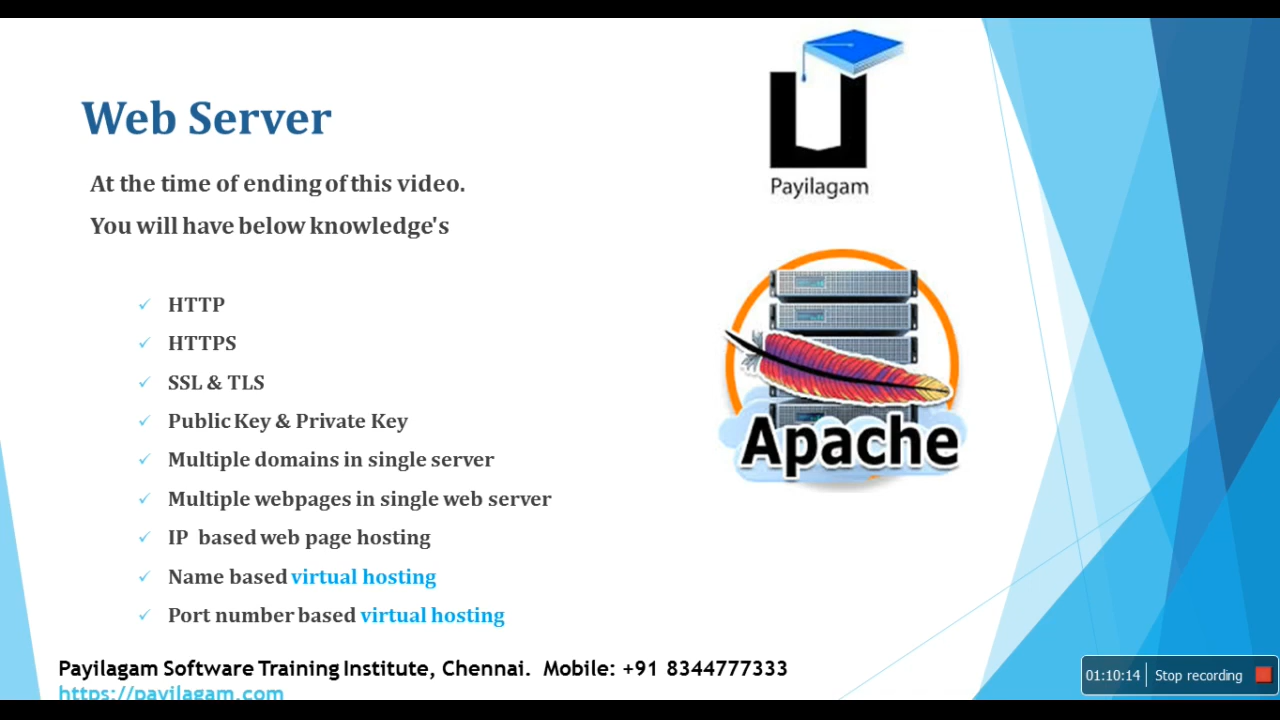 Web Server
At the time of ending of this video.
You will have below knowledge's
HTTP
HTTPS
SSL & TLS
Public Key & Private Key
Multiple domains in single server
Multiple webpages in single web server
IP based web page hosting
Name based virtual hosting
Port number based virtual hosting
Payilagam
Apache
Payilagam Software Training Institute, Chennai. Mobile: +91 8344777333
https://payilagam.com
01:10:14 Stop recording